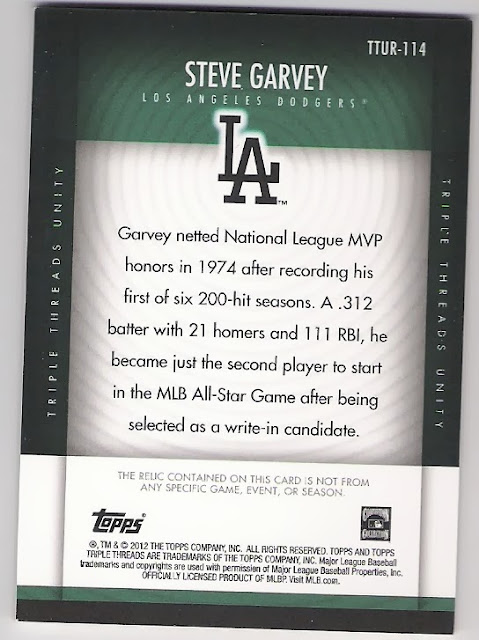 TTUR-114
STEVE GARVEY
LOS ANGELES DODGERS®
LA™
TRIPLE THREADS UNITY
TRIPLE THREADS UNITY
Garvey netted National League MVP
honors in 1974 after recording his
first of six 200-hit seasons. A .312
batter with 21 homers and 111 RBI, he
became just the second player to start
in the MLB All-Star Game after being
selected as a write-in candidate.
THE RELIC CONTAINED ON THIS CARD IS NOT FROM
ANY SPECIFIC GAME, EVENT, OR SEASON.
topps®
®, TM & © 2012 THE TOPPS COMPANY, INC. ALL RIGHTS RESERVED. TOPPS AND TOPPS
TRIPLE THREADS ARE TRADEMARKS OF THE TOPPS COMPANY, INC. Major League Baseball
trademarks and copyrights are used with permission of Major League Baseball Properties, Inc.
OFFICIALLY LICENSED PRODUCT OF MLBP. Visit MLB.com.